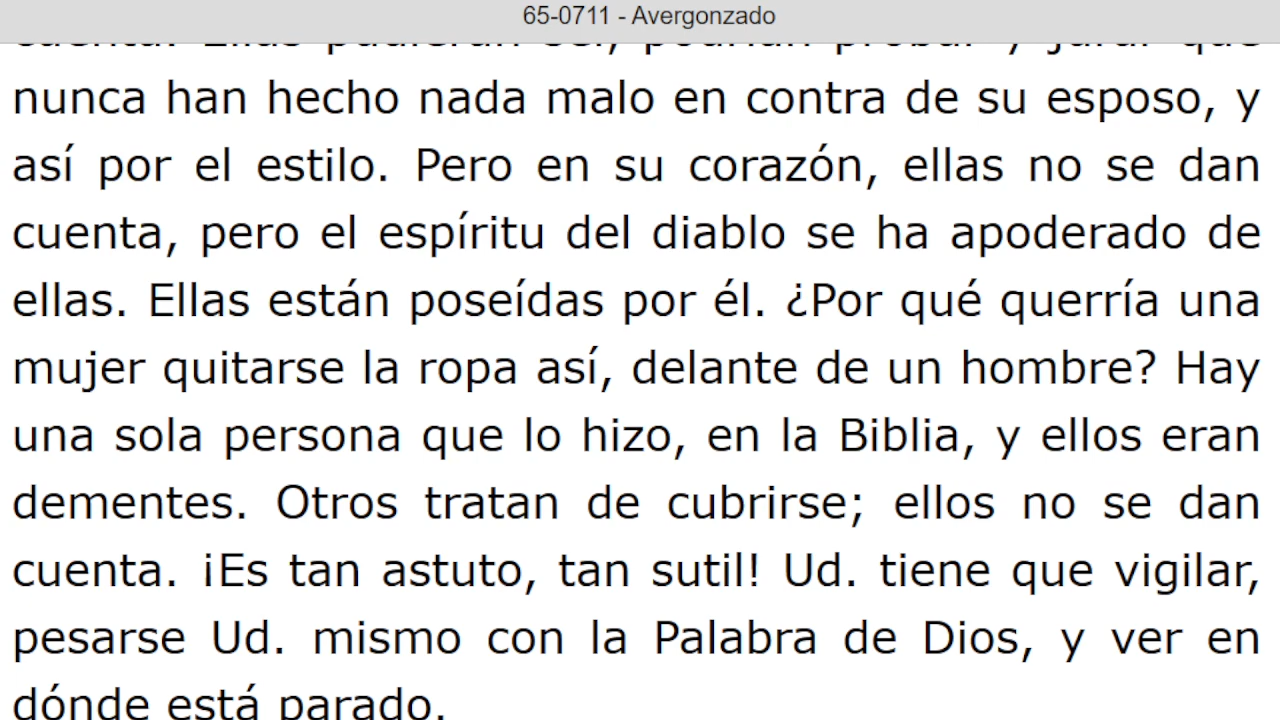 65-0711 - Avergonzado
nunca han hecho nada malo en contra de su esposo, y
así por el estilo. Pero en su corazón, ellas no se dan
cuenta, pero el espíritu del diablo se ha apoderado de
ellas. Ellas están poseídas por él. ¿Por qué querría una
mujer quitarse la ropa así, delante de un hombre? Hay
una sola persona que lo hizo, en la Biblia, y ellos eran
dementes. Otros tratan de cubrirse; ellos no se dan
cuenta. ¡Es tan astuto, tan sutil! Ud. tiene que vigilar,
pesarse Ud. mismo con la Palabra de Dios, y ver en
dónde está parado.